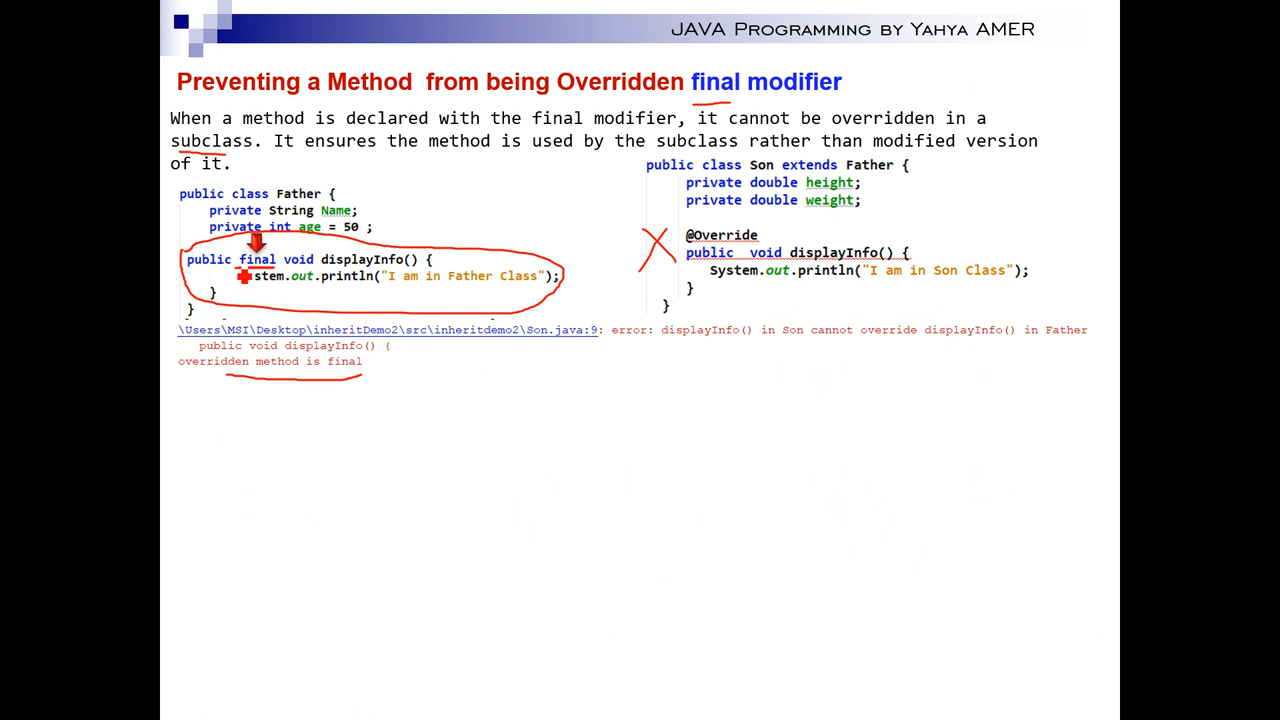 JAVA Programming by Yahya AMER
Preventing a Method from being Overridden final modifier
When a method is declared with the final modifier, it cannot be overridden in a
subclass. It ensures the method is used by the subclass rather than modified version
of it.
public class Father {
private String Name;
private int age = 50 ;
public final void displayInfo() {
stem.out.println("I am in Father Class");
}
}
public class Son extends Father {
private double height;
private double weight;
@Override
public void displayInfo() {
System.out.println("I am in Son Class");
}
}
\Users\MSI\Desktop\inheritDemo2\src\inheritdemo2\Son.java:9: error: displayInfo() in Son cannot override displayInfo() in Father
public void displayInfo() {
overridden method is final